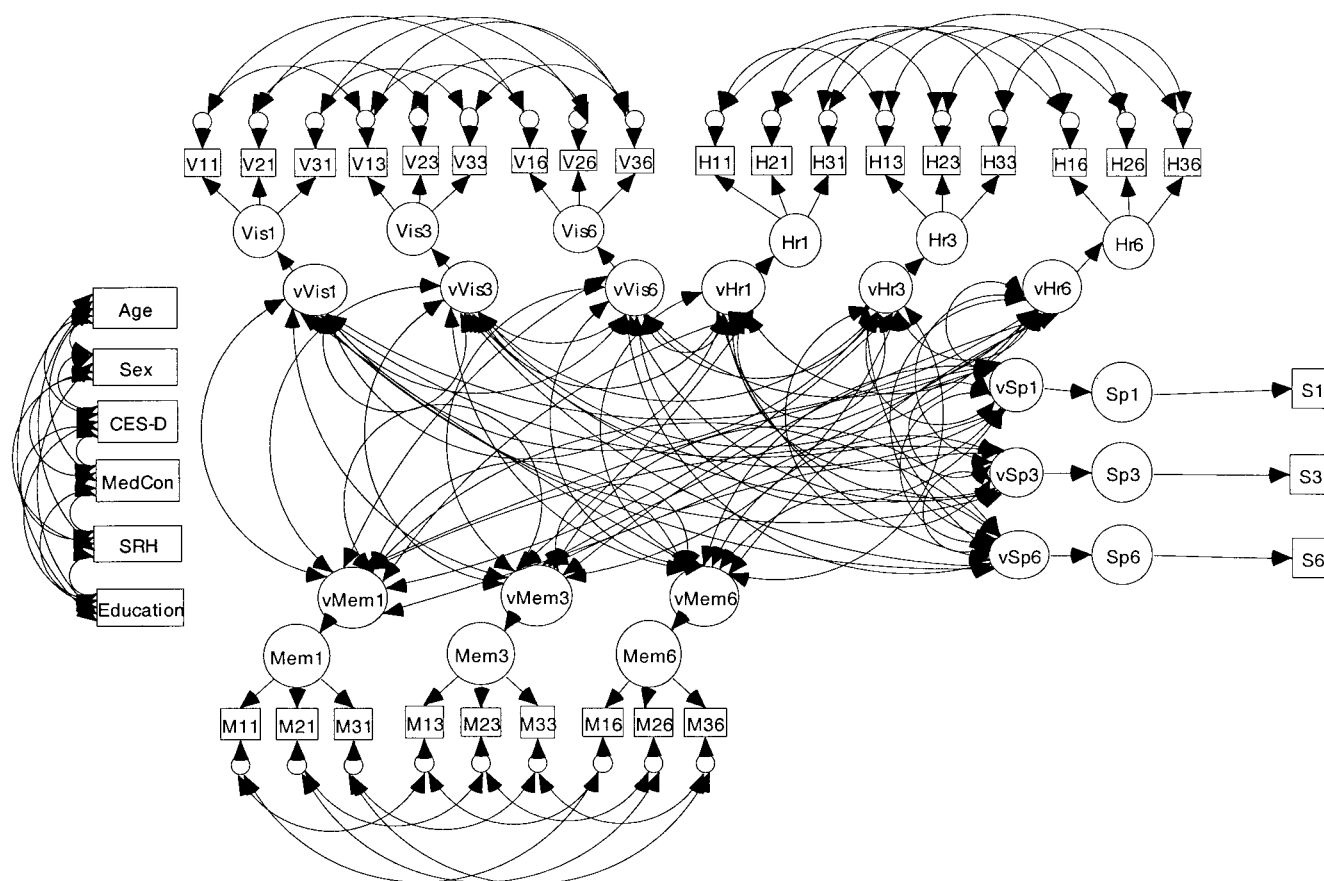 V11 V21 V31 V13 V23 V33 V16 V26 V36 H11 H21 H31 H13 H23 H33 H16 H26 H36
Vis1 Vis3 Vis6 Hr1 Hr3 Hr6
vVis1 vVis3 vVis6 vHr1 vHr3 vHr6
Age
Sex
CES-D
MedCon
SRH
Education
vSp1 Sp1 S1
vSp3 Sp3 S3
vSp6 Sp6 S6
vMem1 vMem3 vMem6
Mem1 Mem3 Mem6
M11 M21 M31 M13 M23 M33 M16 M26 M36